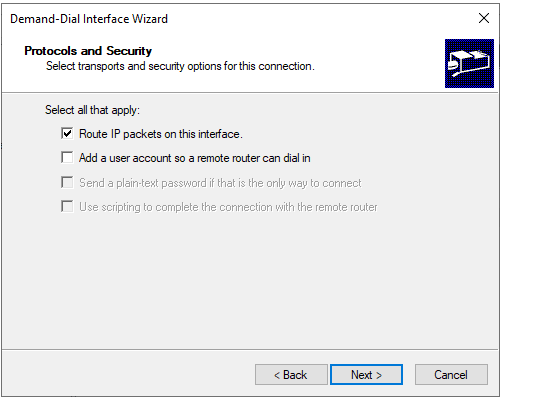 Demand-Dial Interface Wizard
Protocols and Security
Select transports and security options for this connection.
Select all that apply:
Route IP packets on this interface.
Add a user account so a remote router can dial in
Send a plain-text password if that is the only way to connect
Use scripting to complete the connection with the remote router
< Back
Next >
Cancel